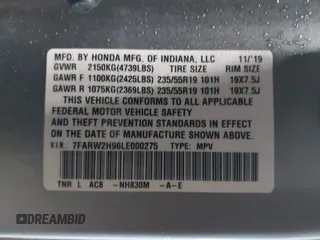 MFD. BY HONDA MFG. OF INDIANA, LLC 11/'19
GVWR 2150KG(4739LBS) TIRE SIZE RIM SIZE
GAWR F 1100KG(2425LBS) 235/55R19 101H 19X7.5J
GAWR R 1075KG(2369LBS) 235/55R19 101H 19X7.5J
THIS VEHICLE CONFORMS TO ALL APPLICABLE
FEDERAL MOTOR VEHICLE SAFETY AND
BUMPER STANDARDS IN EFFECT ON THE DATE
OF MANUFACTURE SHOWN ABOVE.
V.I.N.: 7FARW2H96LE000275 TYPE: MPV
TNR L AC8 -NH830M -A-E
DREAMBID